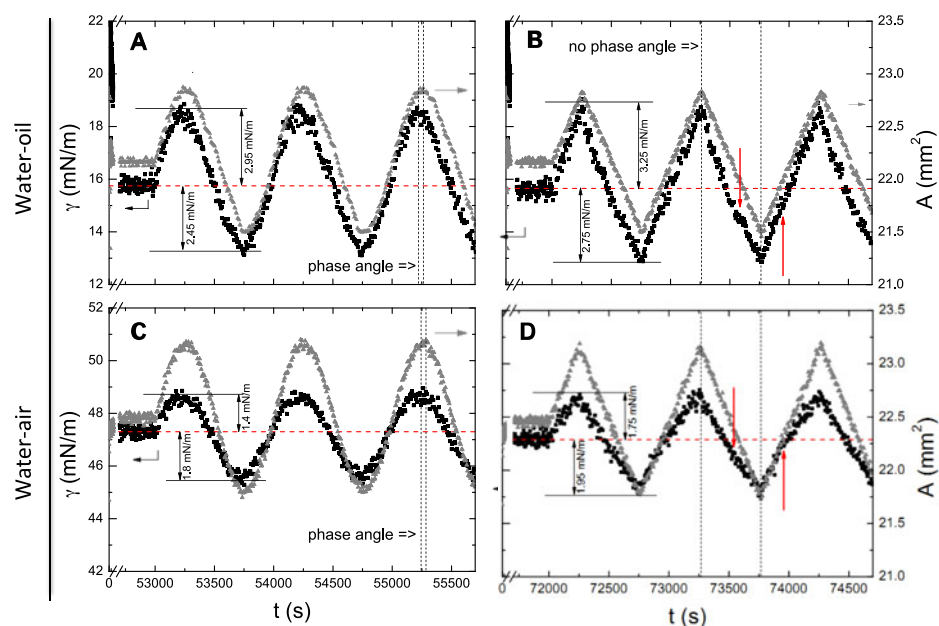 Water-oil
Water-air
A
γ (mN/m)
22
20
18
16
14
12
2.95 mN/m
2.45 mN/m
phase angle =>
B
no phase angle =>
3.25 mN/m
2.75 mN/m
23.5
23.0
22.5
22.0
21.5
21.0
A (mm²)
C
γ (mN/m)
52
50
48
46
44
42
1.4 mN/m
1.8 mN/m
phase angle =>
0 53000 53500 54000 54500 55000 55500
t (s)
D
1.75 mN/m
1.95 mN/m
23.5
23.0
22.5
22.0
21.5
21.0
A (mm²)
0 72000 73000 73500 74500
t (s)